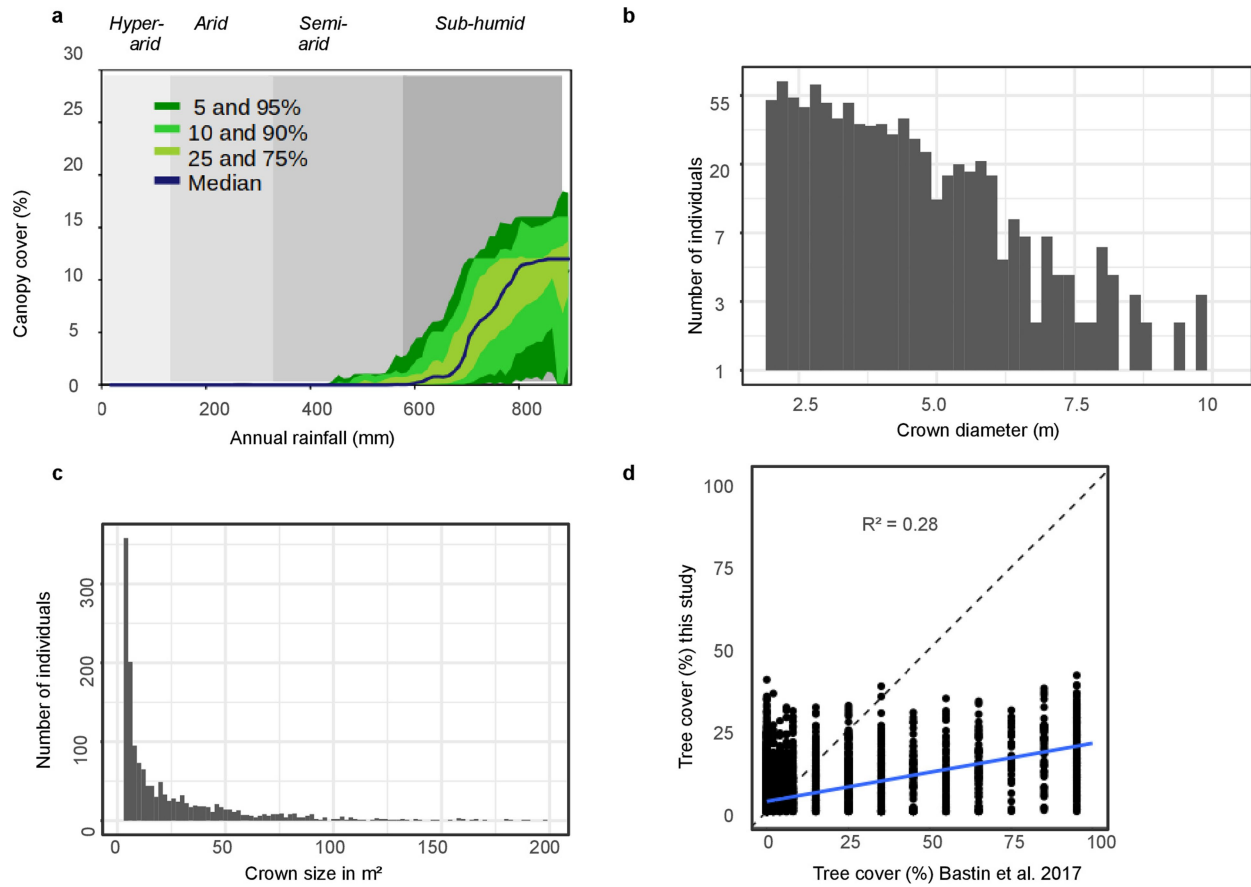 a
Hyper-
arid
Arid
Semi-
arid
Sub-humid
30
25
20
15
10
5
0
Canopy cover (%)
5 and 95%
10 and 90%
25 and 75%
Median
0 200 400 600 800
Annual rainfall (mm)
b
55
20
7
3
1
Number of individuals
2.5 5.0 7.5 10
Crown diameter (m)
c
300
200
100
0
Number of individuals
0 50 100 150 200
Crown size in m²
d
100
75
50
25
0
Tree cover (%) this study
R² = 0.28
0 25 50 75 100
Tree cover (%) Bastin et al. 2017